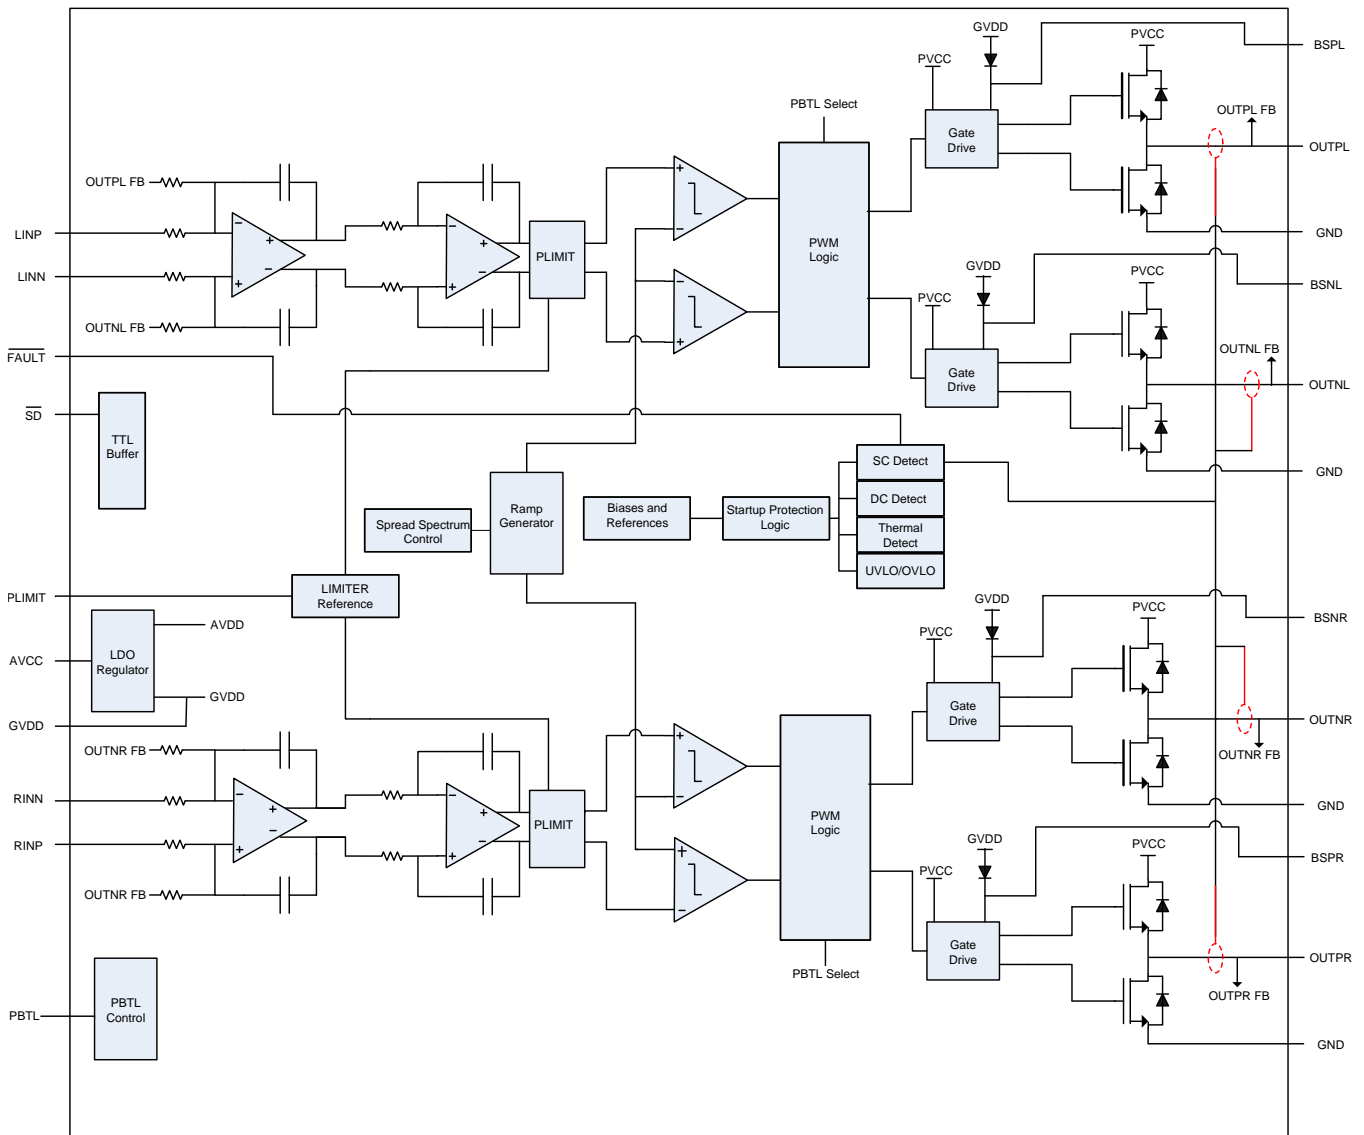 GVDD
PVCC
BSPL
PVCC
PBTL Select
OUTPL FB
Gate
Drive
OUTPL
OUTPL FB
+
−
LINP
−
+
−
+
PWM
Logic
GND
PLIMIT
LINN
+
−
+
−
GVDD
BSNL
PVCC
PVCC
−
+
OUTNL FB
OUTNL FB
FAULT
Gate
Drive
OUTNL
SD
TTL
Buffer
SC Detect
GND
DC Detect
Ramp
Generator
Biases and
References
Startup Protection
Logic
Spread Spectrum
Control
Thermal
Detect
UVLO/OVLO
LIMITER
Reference
PLIMIT
GVDD
PVCC
BSNR
AVDD
PVCC
LDO
Regulator
AVCC
GVDD
Gate
Drive
GVDD
OUTNR
OUTNR FB
+
−
OUTNR FB
RINN
−
+
−
+
PWM
Logic
GND
PLIMIT
RINP
−
+
−
+
GVDD
PVCC
BSPR
+
−
PVCC
OUTNR FB
Gate
Drive
OUTPR
PBTL Select
OUTPR FB
PBTL
Control
PBTL
GND